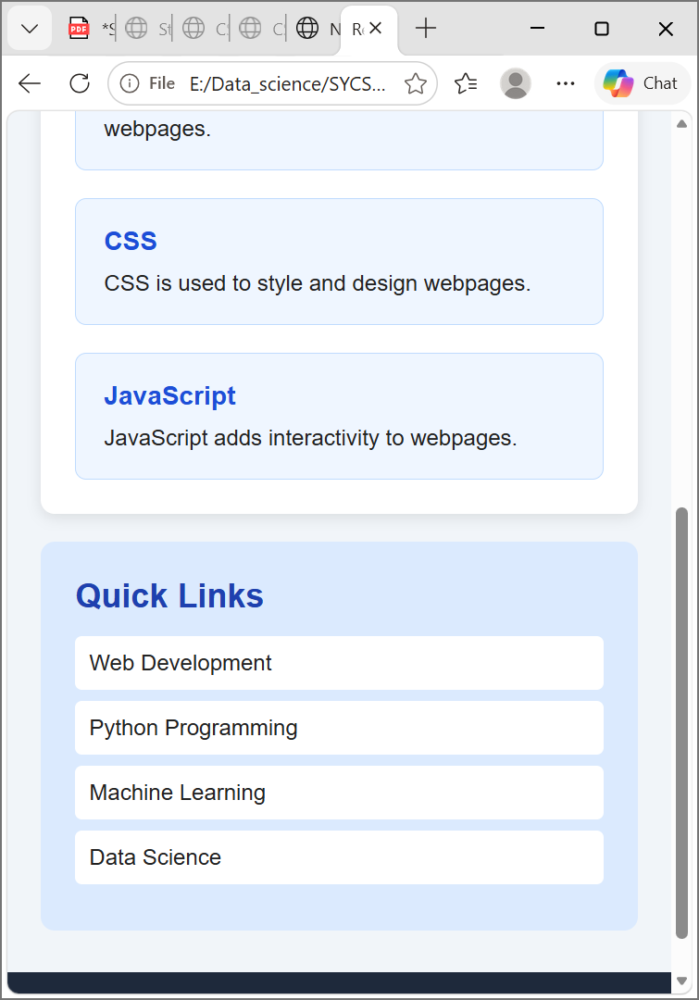 PDF
File
E:/Data_science/SYCS...
Chat
webpages.
CSS
CSS is used to style and design webpages.
JavaScript
JavaScript adds interactivity to webpages.
Quick Links
Web Development
Python Programming
Machine Learning
Data Science